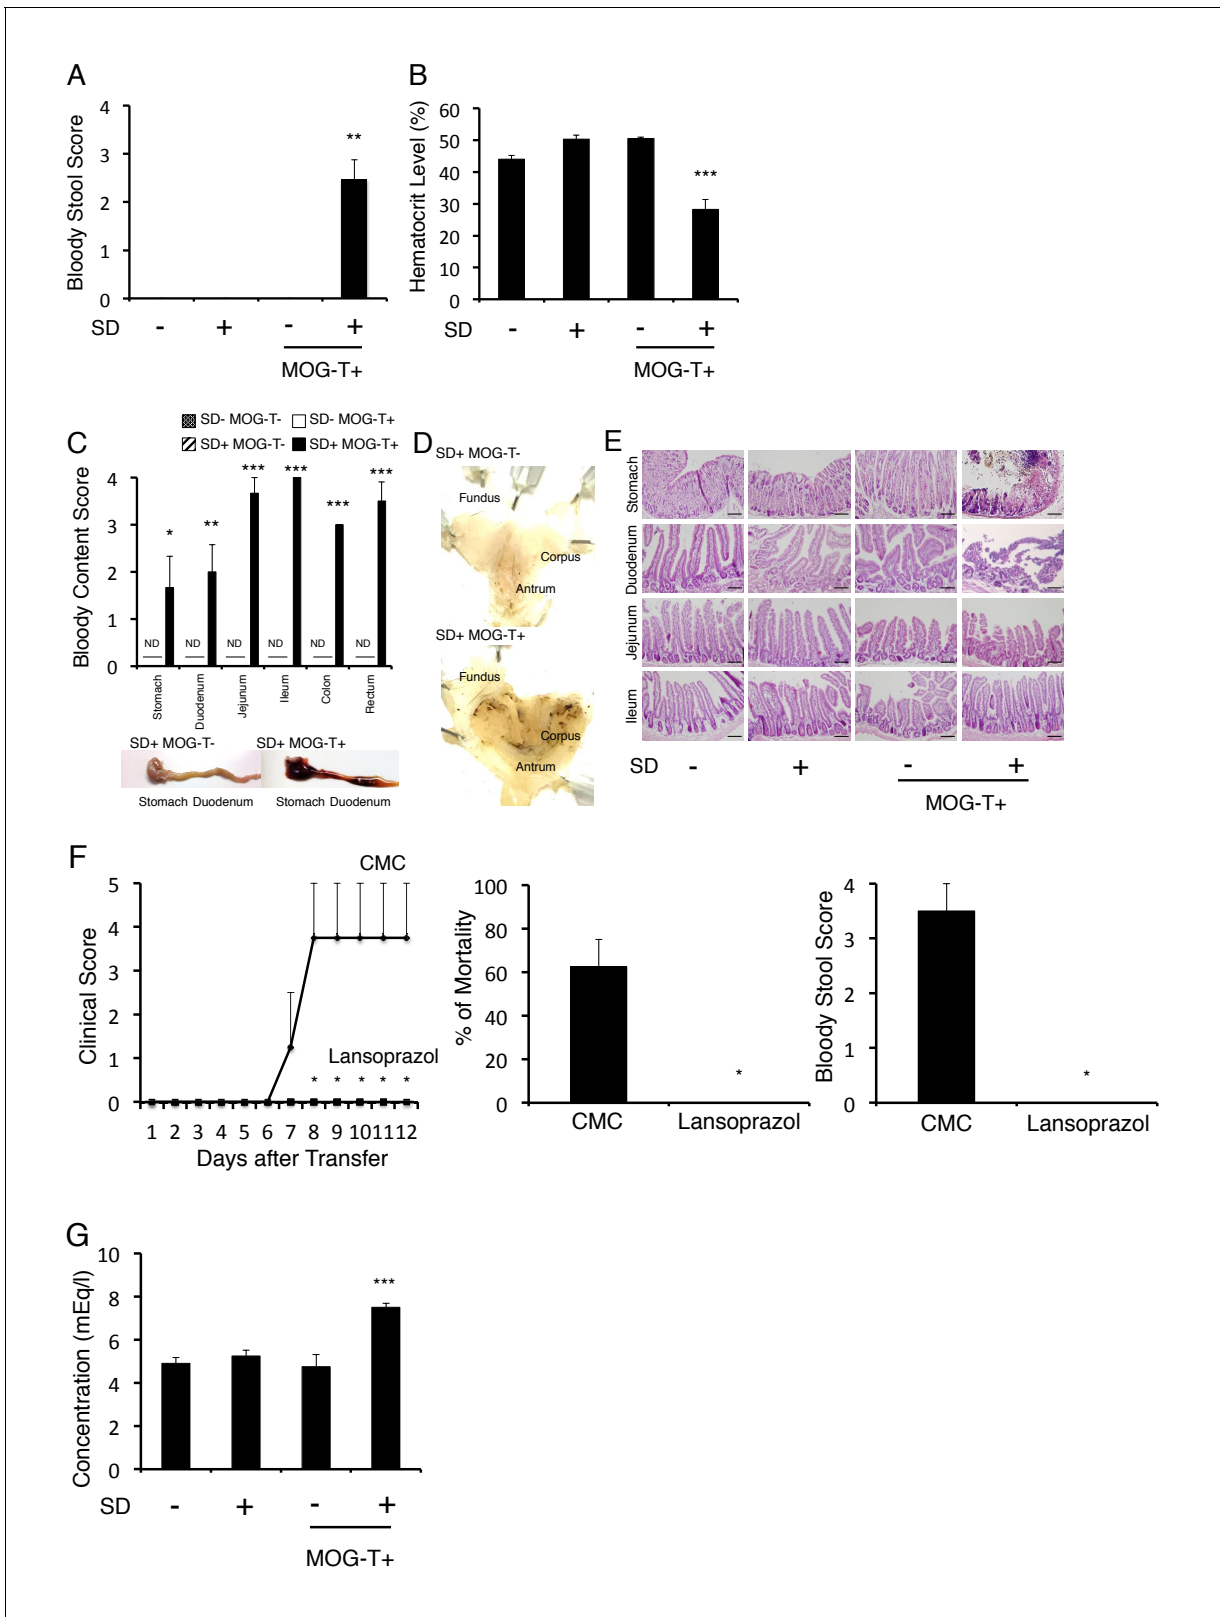 A
Bloody Stool Score
4
3
2
1
0
**
SD - + - +
MOG-T+
B
Hematocrit Level (%)
60
50
40
30
20
10
0
***
SD - + - +
MOG-T+
C
SD- MOG-T- SD- MOG-T+
SD+ MOG-T- SD+ MOG-T+
Bloody Content Score
4
3
2
1
0
* ** *** *** *** ***
ND ND ND ND ND ND
Stomach
Duodenum
Jejunum
Ileum
Colon
Rectum
SD+ MOG-T- SD+ MOG-T+
Stomach Duodenum Stomach Duodenum
D
SD+ MOG-T-
Fundus
Corpus
Antrum
SD+ MOG-T+
Fundus
Corpus
Antrum
E
Stomach
Duodenum
Jejunum
Ileum
SD - + - +
MOG-T+
F
CMC
Clinical Score
5
4
3
2
1
0
Lansoprazol
* * * * *
1 2 3 4 5 6 7 8 9 10 11 12
Days after Transfer
% of Mortality
100
80
60
40
20
0
*
CMC Lansoprazol
Bloody Stool Score
4
3
2
1
0
*
CMC Lansoprazol
G
Concentration (mEq/l)
10
8
6
4
2
0
***
SD - + - +
MOG-T+